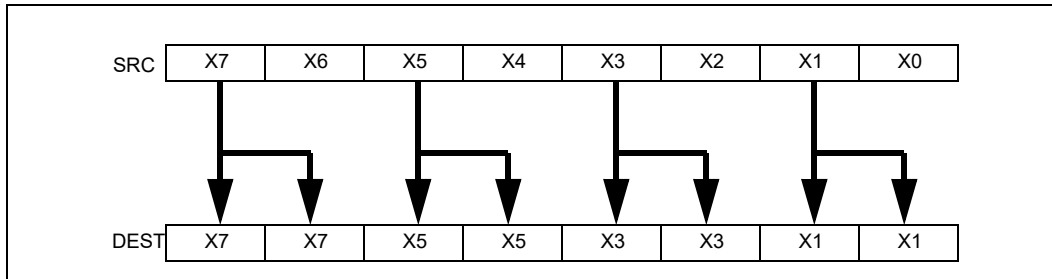 SRC X7 X6 X5 X4 X3 X2 X1 X0
DEST X7 X7 X5 X5 X3 X3 X1 X1